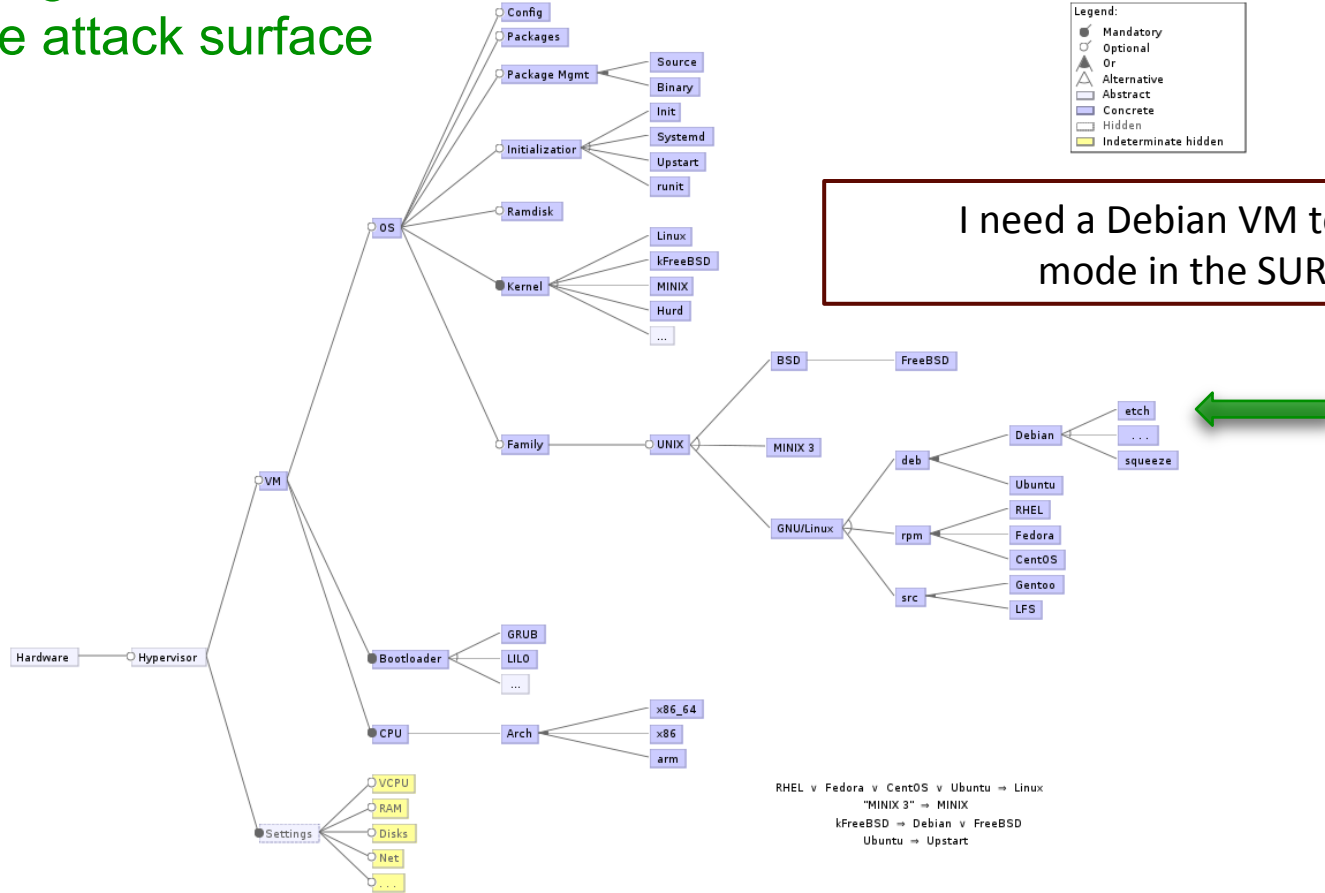 e attack surface
Legend:
Mandatory
Optional
Or
Alternative
Abstract
Concrete
Hidden
Indeterminate hidden
I need a Debian VM
mode in the SUR
Config
Packages
Package Mgmt
Source
Binary
Init
Systemd
Initializatior
Upstart
runit
Ramdisk
OS
Linux
kFreeBSD
Kernel
MINIX
Hurd
...
BSD
FreeBSD
etch
Debian
...
squeeze
Family
UNIX
MINIX 3
deb
Ubuntu
VM
GNU/Linux
RHEL
rpm
Fedora
CentOS
Gentoo
src
LFS
GRUB
Hardware
Hypervisor
Bootloader
LILO
...
x86_64
CPU
Arch
x86
arm
VCPU
RAM
Settings
Disks
Net
...
RHEL ∨ Fedora ∨ CentOS ∨ Ubuntu ⇒ Linux
"MINIX 3" ⇒ MINIX
kFreeBSD ⇒ Debian ∨ FreeBSD
Ubuntu ⇒ Upstart